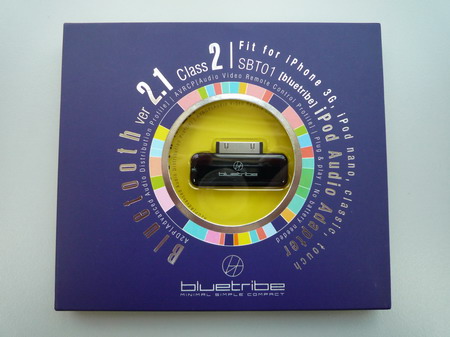 Bluetooth ver 2.1 Class 2 | Fit for iPhone 3G, iPod nano, classic, touch
SBT01 [bluetribe] iPod Audio Adapter
A2DP(Advanced Audio Distribution Profile) | AVRCP(Audio Video Remote Control Profile) | Plug & play | No battery needed
bluetribe
bluetribe
MINIMAL SIMPLE COMPACT